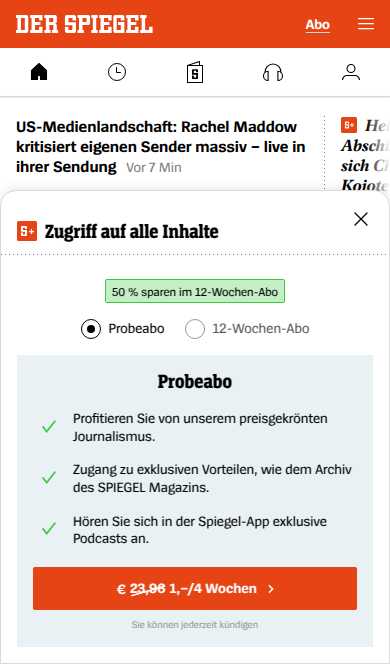 DER SPIEGEL
Abo
S
US-Medienlandschaft: Rachel Maddow
kritisiert eigenen Sender massiv – live in
ihrer Sendung Vor 7 Min
S+
Abschi
sich
Kojote
S+ Zugriff auf alle Inhalte
50 % sparen im 12-Wochen-Abo
Probeabo 12-Wochen-Abo
Probeabo
Profitieren Sie von unserem preisgekrönten
Journalismus.
Zugang zu exklusiven Vorteilen, wie dem Archiv
des SPIEGEL Magazins.
Hören Sie sich in der Spiegel-App exklusive
Podcasts an.
€ 23,96 1,–/4 Wochen
Sie können jederzeit kündigen